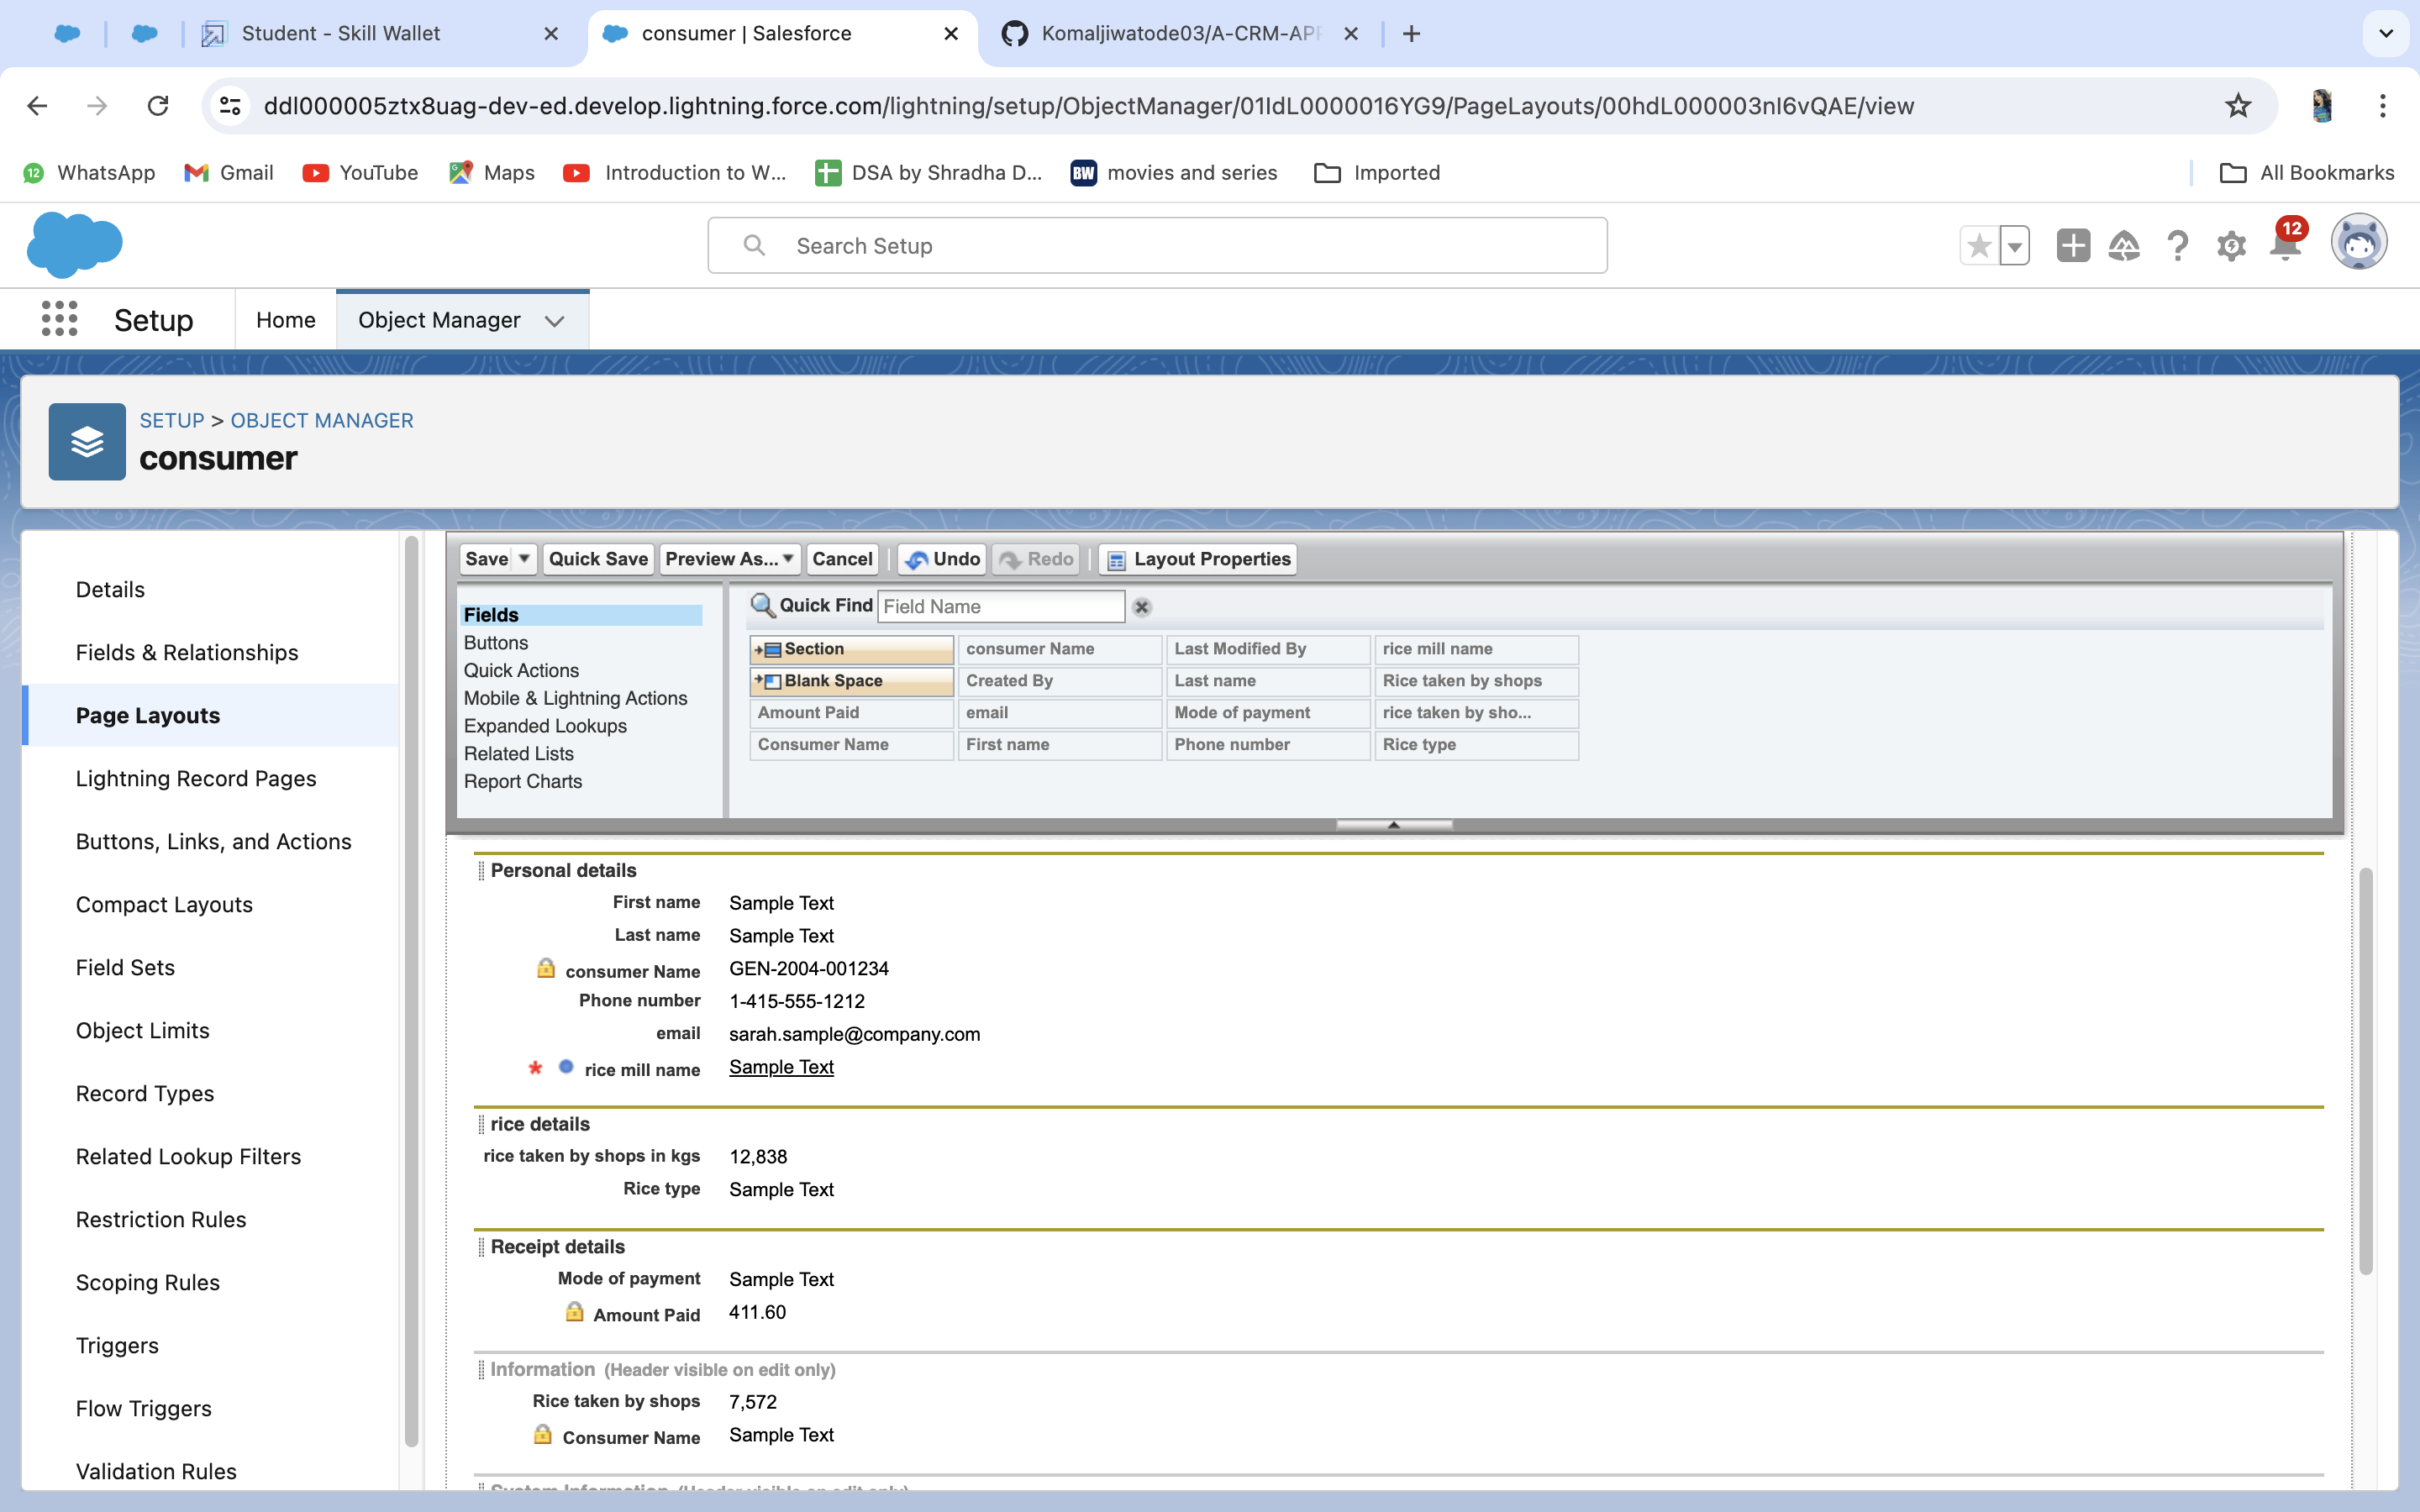 Student - Skill Wallet
consumer | Salesforce
Komaljiwatode03/A-CRM-APP
ddl000005ztx8uag-dev-ed.develop.lightning.force.com/lightning/setup/ObjectManager/01IdL0000016YG9/PageLayouts/00hdL000003nI6vQAE/view
12 WhatsApp
Gmail
YouTube
Maps
Introduction to W...
DSA by Shradha D...
BW movies and series
Imported
All Bookmarks
Search Setup
12
Setup
Home
Object Manager
SETUP > OBJECT MANAGER
consumer
Details
Fields & Relationships
Page Layouts
Lightning Record Pages
Buttons, Links, and Actions
Compact Layouts
Field Sets
Object Limits
Record Types
Related Lookup Filters
Restriction Rules
Scoping Rules
Triggers
Flow Triggers
Validation Rules
Save
Quick Save
Preview As...
Cancel
Undo
Redo
Layout Properties
Fields
Buttons
Quick Actions
Mobile & Lightning Actions
Expanded Lookups
Related Lists
Report Charts
Quick Find Field Name
Section consumer Name Last Modified By rice mill name
Blank Space Created By Last name Rice taken by shops
Amount Paid email Mode of payment rice taken by sho...
Consumer Name First name Phone number Rice type
Personal details
First name Sample Text
Last name Sample Text
consumer Name GEN-2004-001234
Phone number 1-415-555-1212
email sarah.sample@company.com
* rice mill name Sample Text
rice details
rice taken by shops in kgs 12,838
Rice type Sample Text
Receipt details
Mode of payment Sample Text
Amount Paid 411.60
Information (Header visible on edit only)
Rice taken by shops 7,572
Consumer Name Sample Text
System Information (Header visible on edit only)